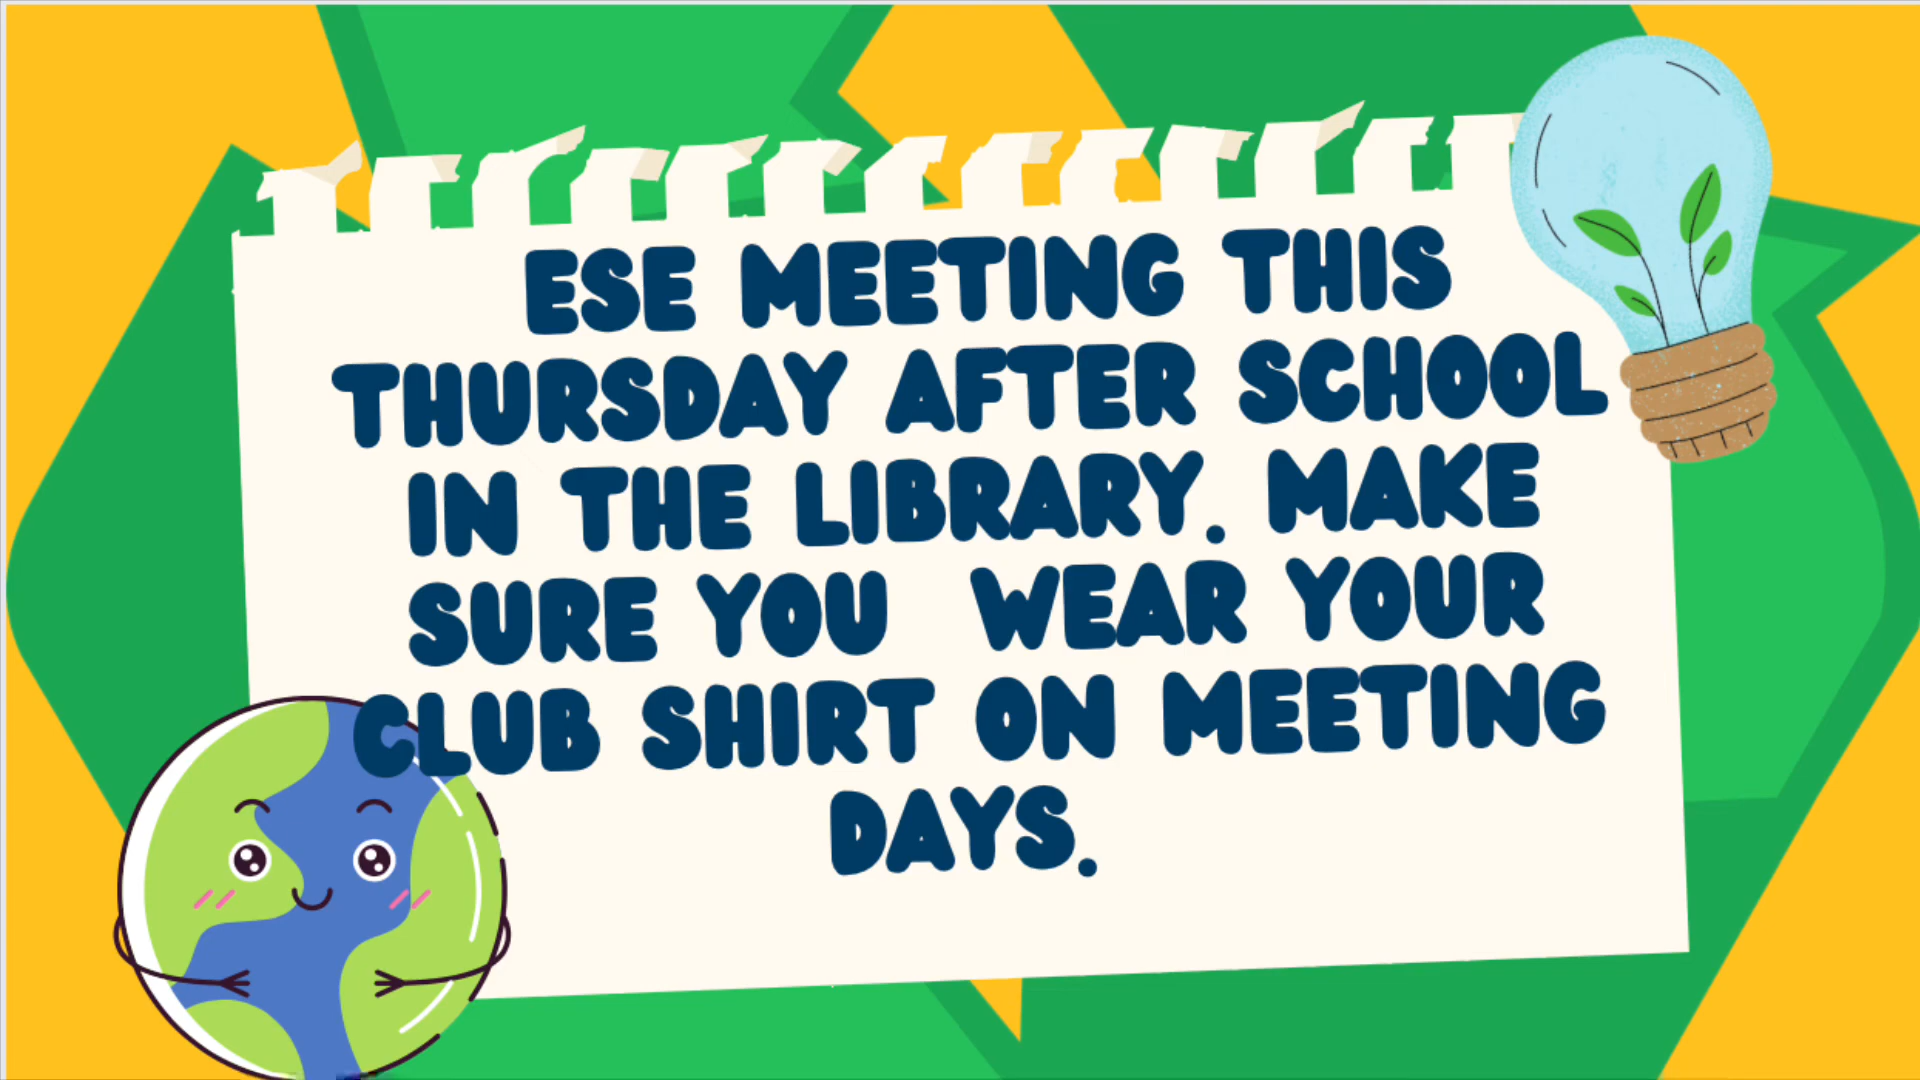 ESE MEETING THIS
THURSDAY AFTER SCHOOL
IN THE LIBRARY. MAKE
SURE YOU  WEAR YOUR
CLUB SHIRT ON MEETING
DAYS.